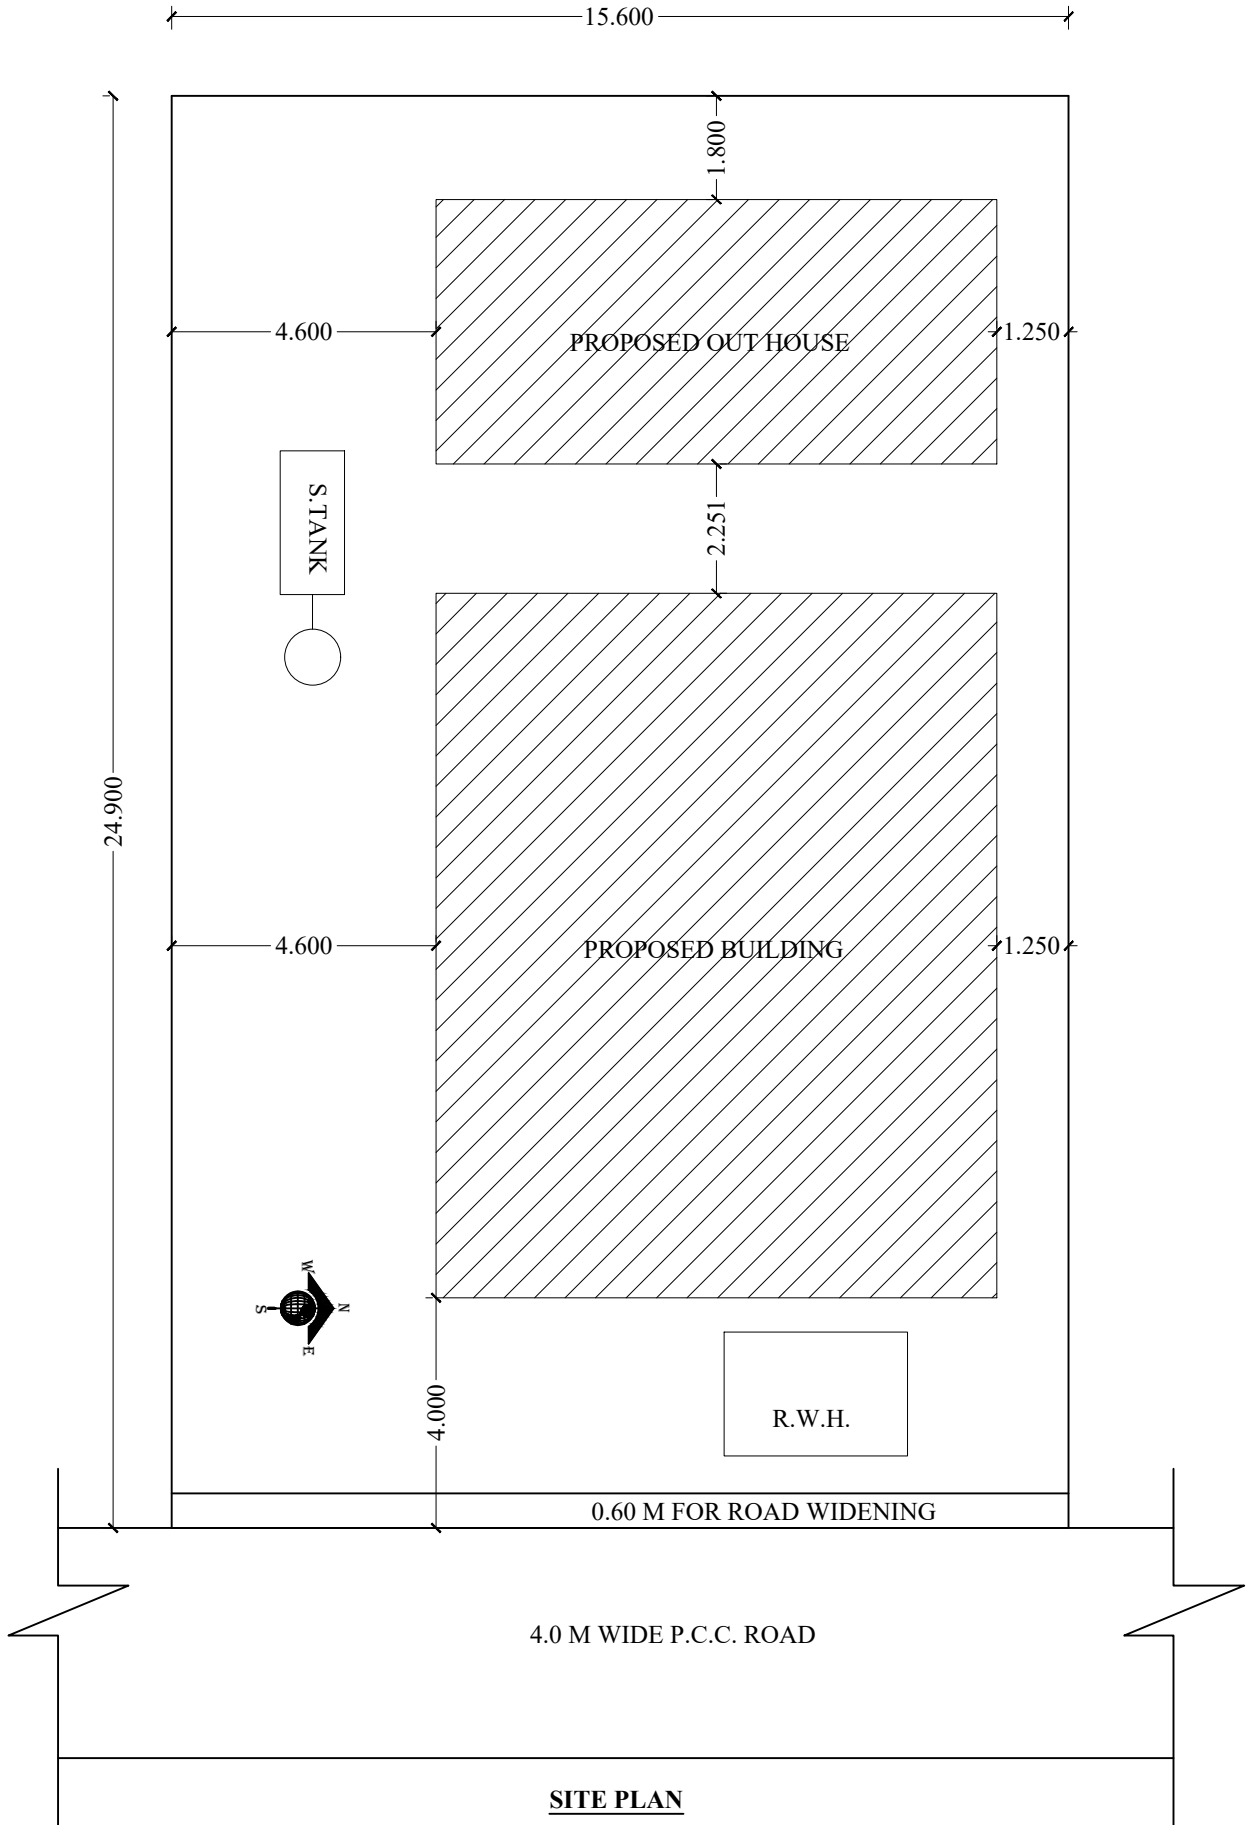 15.600
1.800
4.600
PROPOSED OUT HOUSE
1.250
S.TANK
2.251
24.900
4.600
PROPOSED BUILDING
1.250
W
S
N
E
4.000
R.W.H.
0.60 M FOR ROAD WIDENING
4.0 M WIDE P.C.C. ROAD
SITE PLAN